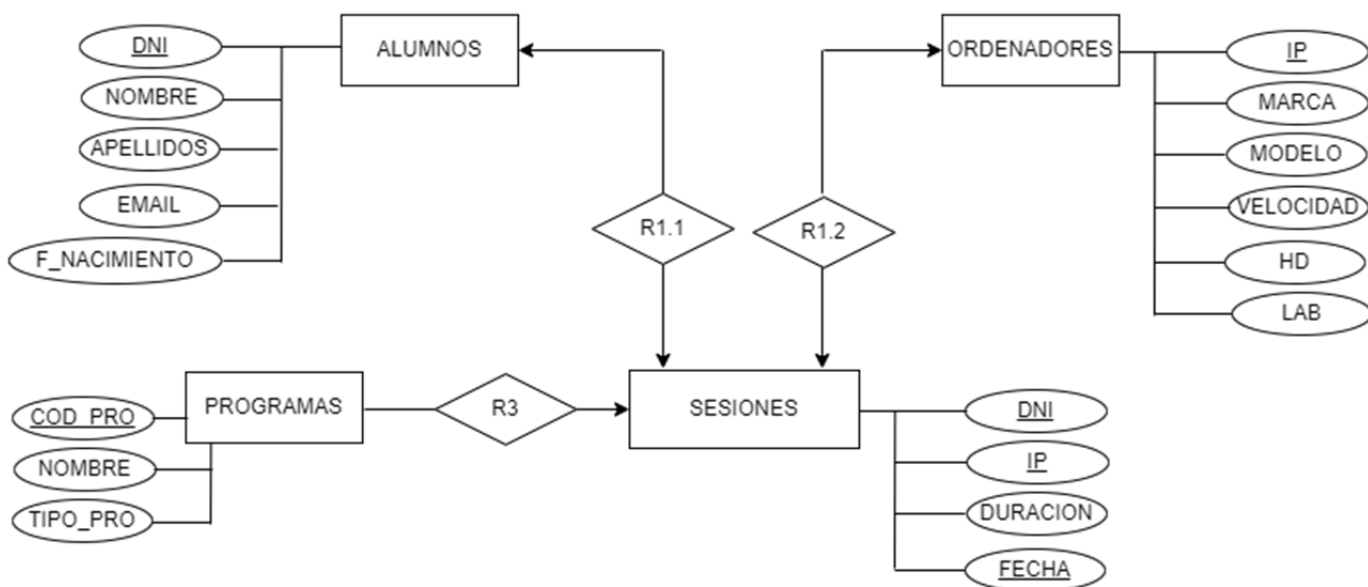 ALUMNOS
DNI
NOMBRE
APELLIDOS
EMAIL
F_NACIMIENTO
ORDENADORES
IP
MARCA
MODELO
VELOCIDAD
HD
LAB
R1.1
R1.2
PROGRAMAS
COD_PRO
NOMBRE
TIPO_PRO
R3
SESIONES
DNI
IP
DURACION
FECHA